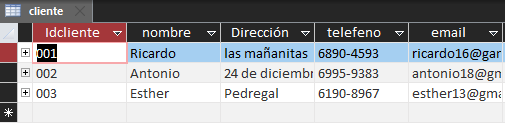 cliente
Idcliente nombre Dirección telefeno email
001 Ricardo las mañanitas 6890-4593 ricardo16@gar
002 Antonio 24 de diciembr 6995-9383 antonio18@gn
003 Esther Pedregal 6190-8967 esther13@gma